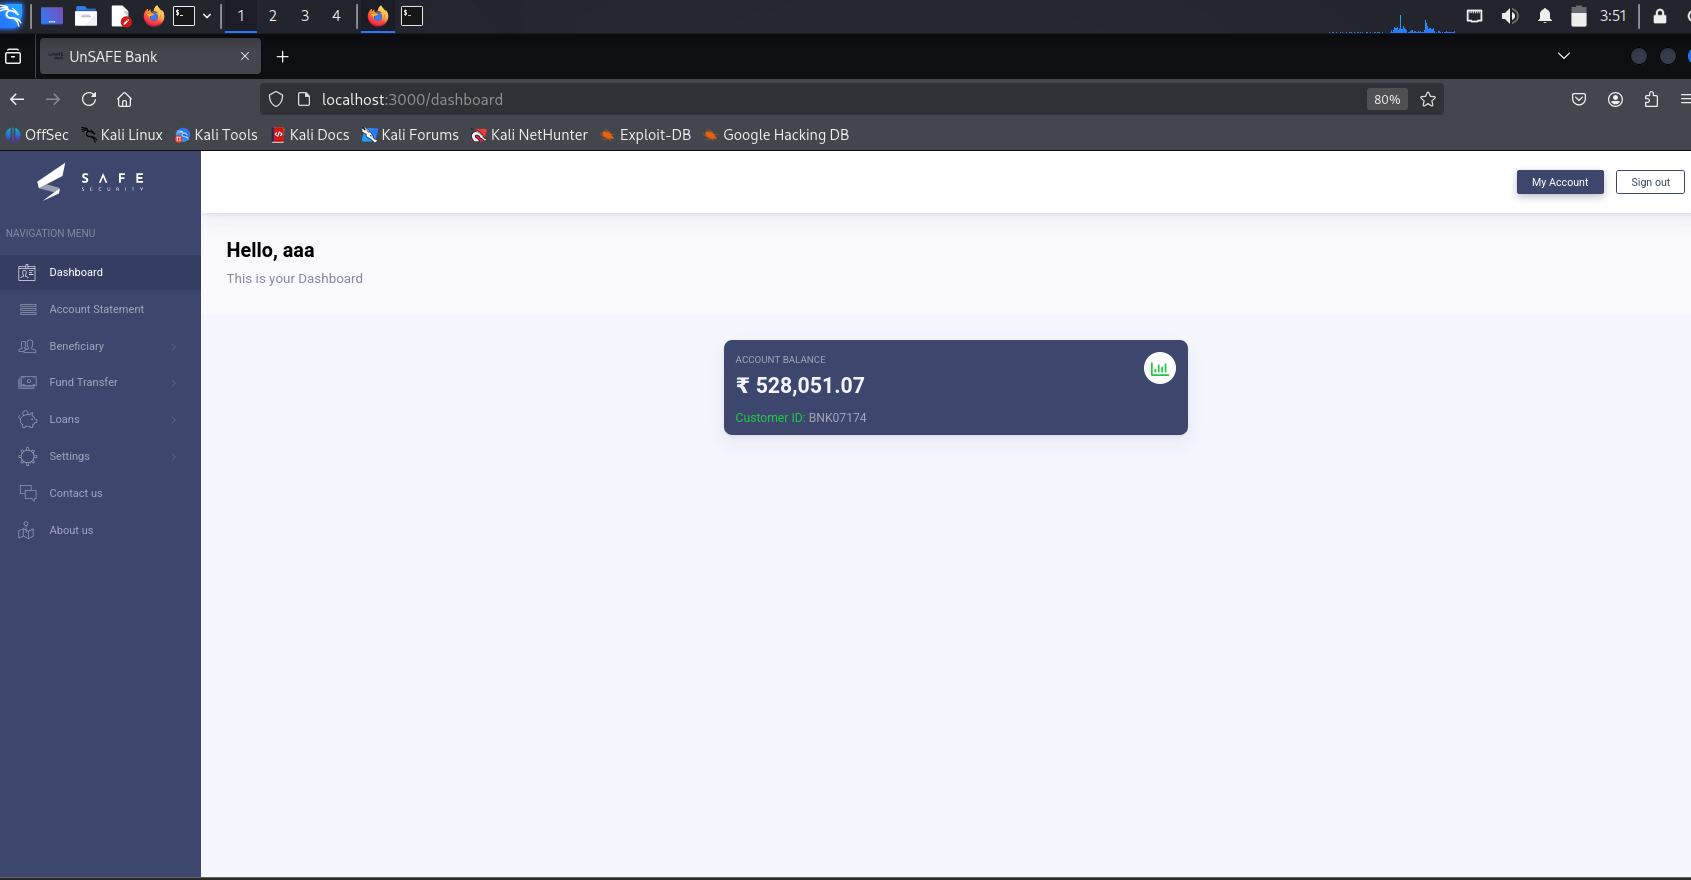 1 2 3 4 3:51
UnSAFE Bank
localhost:3000/dashboard 80%
OffSec Kali Linux Kali Tools Kali Docs Kali Forums Kali NetHunter Exploit-DB Google Hacking DB
SAFE
SECURITY
My Account Sign out
NAVIGATION MENU
Hello, aaa
This is your Dashboard
Dashboard
Account Statement
Beneficiary
Fund Transfer
Loans
Settings
Contact us
About us
ACCOUNT BALANCE
₹ 528,051.07
Customer ID: BNK07174